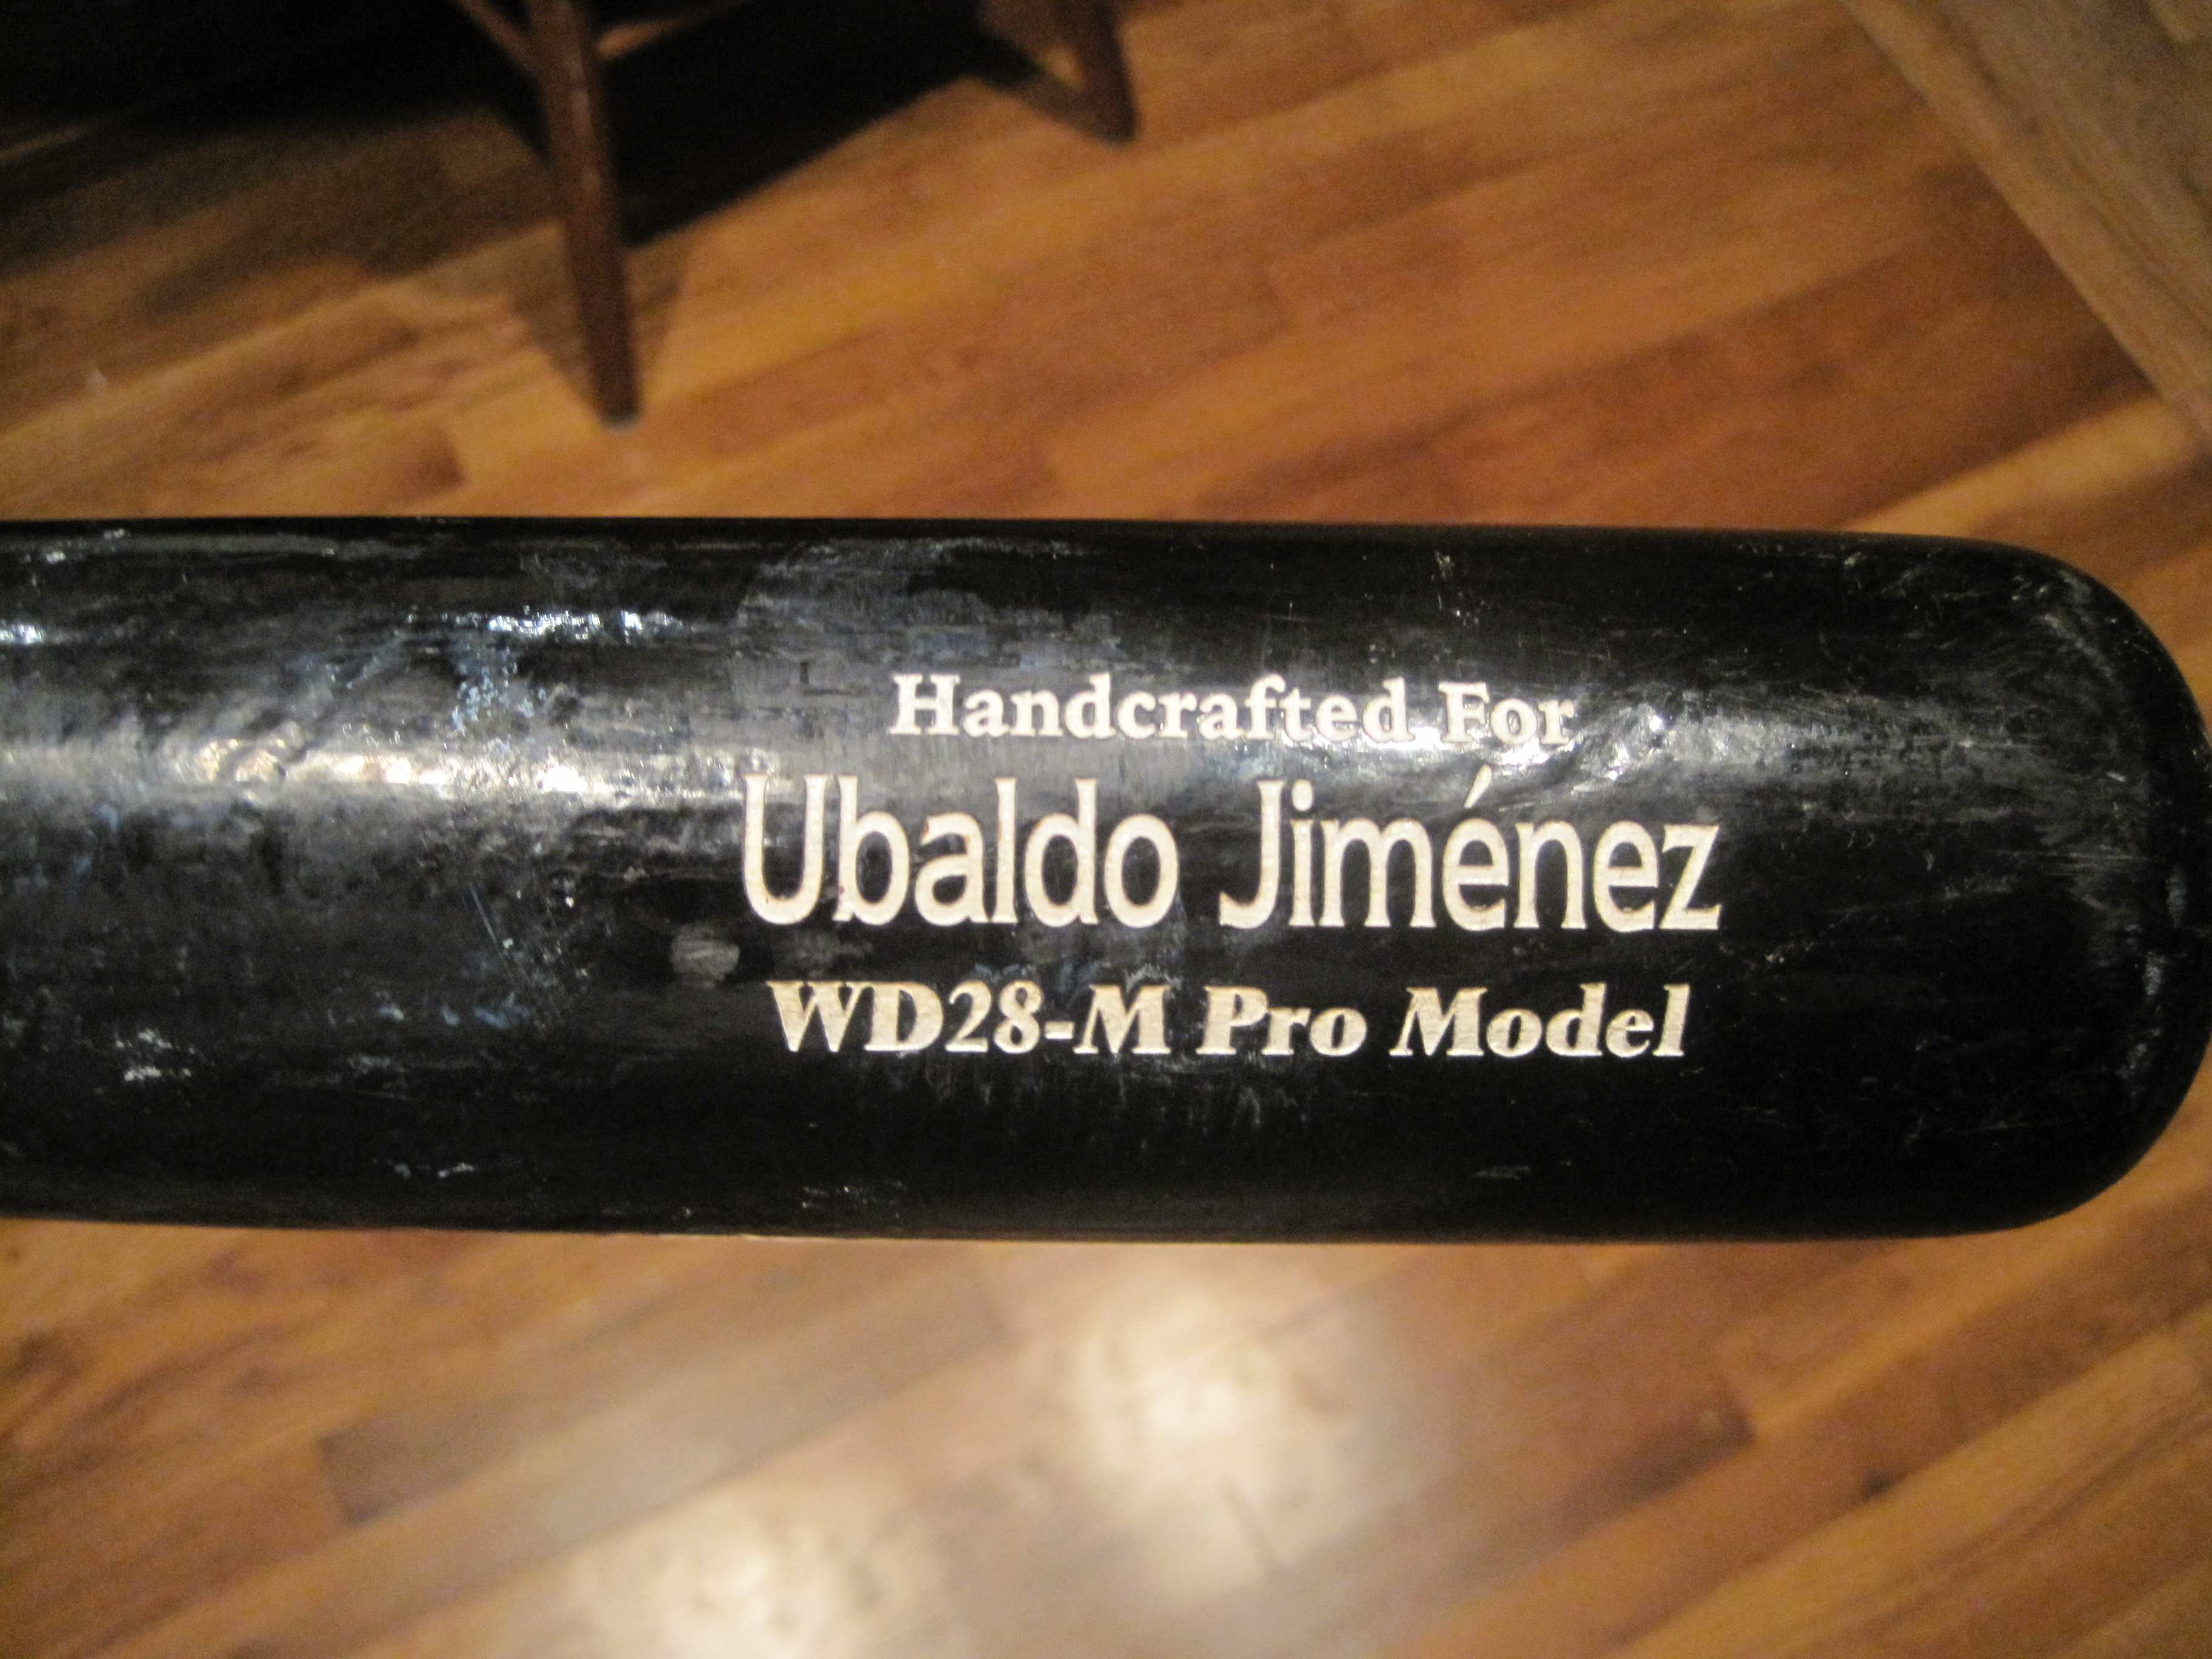 Handcrafted For
Ubaldo Jiménez
WD28-M Pro Model